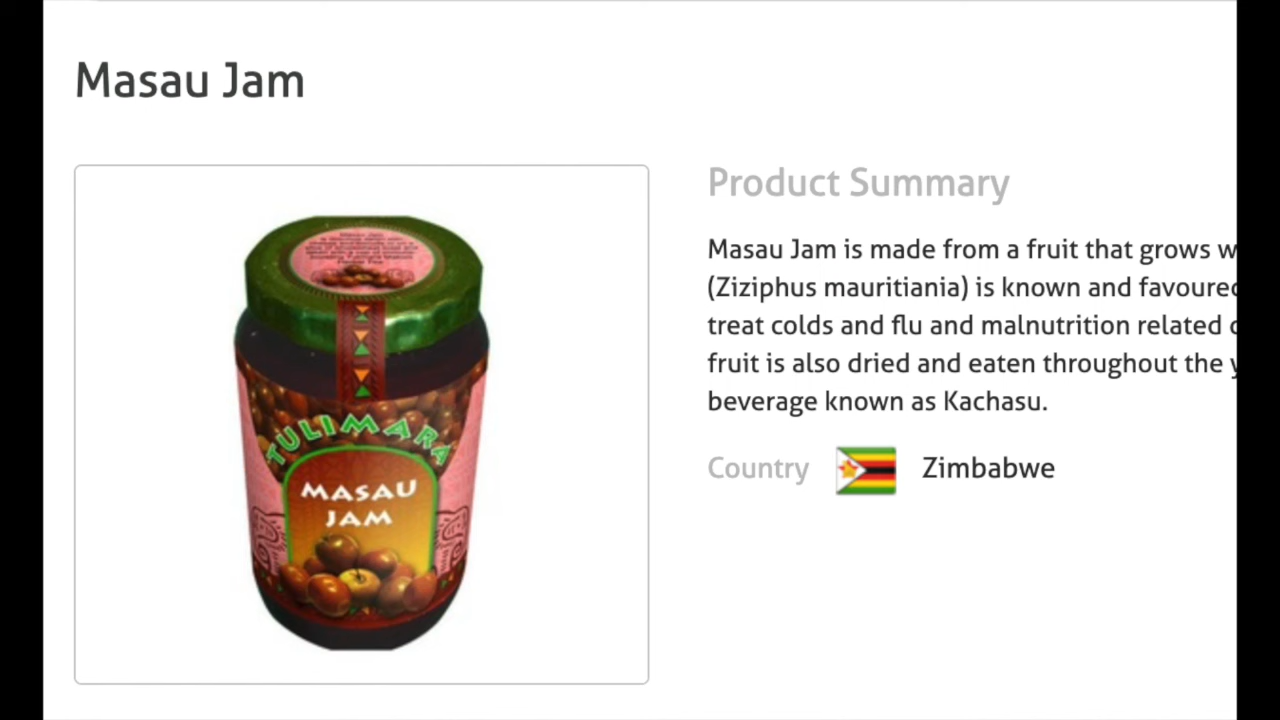 Masau Jam
TULIMARA
MASAU
JAM
Product Summary
Masau Jam is made from a fruit that grows w
(Ziziphus mauritiania) is known and favoured
treat colds and flu and malnutrition related
fruit is also dried and eaten throughout the
beverage known as Kachasu.
Country Zimbabwe